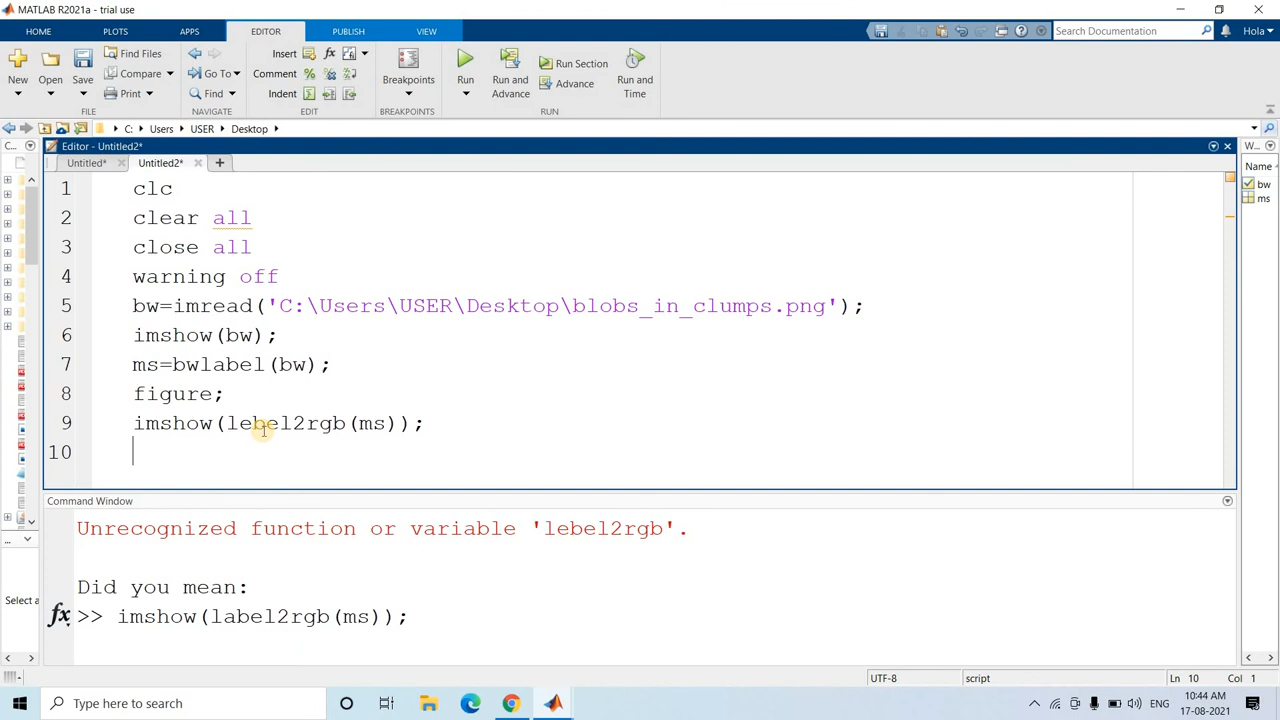 MATLAB R2021a - trial use
HOME PLOTS APPS EDITOR PUBLISH VIEW
Search Documentation
Hola
New Open Save
Find Files
Compare
Print
FILE
Go To
Find
NAVIGATE
Insert
Comment
Indent
EDIT
Breakpoints
BREAKPOINTS
Run
Run and Advance
Run Section
Advance
Run and Time
RUN
C: Users USER Desktop
C...
Editor - Untitled2*
W...
Untitled* Untitled2*
Name
bw
ms
1 clc
2 clear all
3 close all
4 warning off
5 bw=imread('C:\Users\USER\Desktop\blobs_in_clumps.png');
6 imshow(bw);
7 ms=bwlabel(bw);
8 figure;
9 imshow(lebel2rgb(ms));
10
Command Window
Unrecognized function or variable 'lebel2rgb'.
Did you mean:
fx >> imshow(label2rgb(ms));
Select a
UTF-8 script Ln 10 Col 1
Type here to search
ENG
10:44 AM
17-08-2021